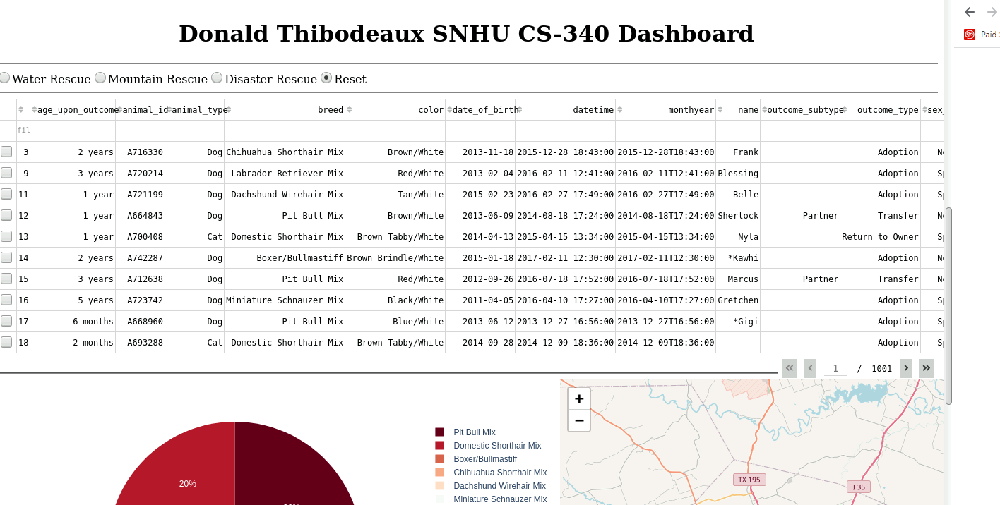 Donald Thibodeaux SNHU CS-340 Dashboard
Paid
Water Rescue Mountain Rescue Disaster Rescue Reset
age_upon_outcome animal_id animal_type breed color date_of_birth datetime monthyear name outcome_subtype outcome_type sex_
fil
3 2 years A716330 Dog Chihuahua Shorthair Mix Brown/White 2013-11-18 2015-12-28 18:43:00 2015-12-28T18:43:00 Frank Adoption
9 3 years A720214 Dog Labrador Retriever Mix Red/White 2013-02-04 2016-02-11 12:41:00 2016-02-11T12:41:00 Blessing Adoption
11 1 year A721199 Dog Dachshund Wirehair Mix Tan/White 2015-02-23 2016-02-27 17:49:00 2016-02-27T17:49:00 Belle Adoption
12 1 year A664843 Dog Pit Bull Mix Brown/White 2013-06-09 2014-08-18 17:24:00 2014-08-18T17:24:00 Sherlock Partner Transfer
13 1 year A700408 Cat Domestic Shorthair Mix Brown Tabby/White 2014-04-13 2015-04-15 13:34:00 2015-04-15T13:34:00 Nyla Return to Owner
14 2 years A742287 Dog Boxer/Bullmastiff Brown Brindle/White 2015-01-18 2017-02-11 12:30:00 2017-02-11T12:30:00 *Kawhi Adoption
15 3 years A712638 Dog Pit Bull Mix Red/White 2012-09-26 2016-07-18 17:52:00 2016-07-18T17:52:00 Marcus Partner Transfer
16 5 years A723742 Dog Miniature Schnauzer Mix Black/White 2011-04-05 2016-04-10 17:27:00 2016-04-10T17:27:00 Gretchen Adoption
17 6 months A668960 Dog Pit Bull Mix Blue/White 2013-06-12 2013-12-27 16:56:00 2013-12-27T16:56:00 *Gigi Adoption
18 2 months A693288 Cat Domestic Shorthair Mix Brown Tabby/White 2014-09-28 2014-12-09 18:36:00 2014-12-09T18:36:00 Adoption
1 / 1001
+
−
Pit Bull Mix
Domestic Shorthair Mix
Boxer/Bullmastiff
Chihuahua Shorthair Mix
Dachshund Wirehair Mix
Miniature Schnauzer Mix
20%
TX 195
I 35